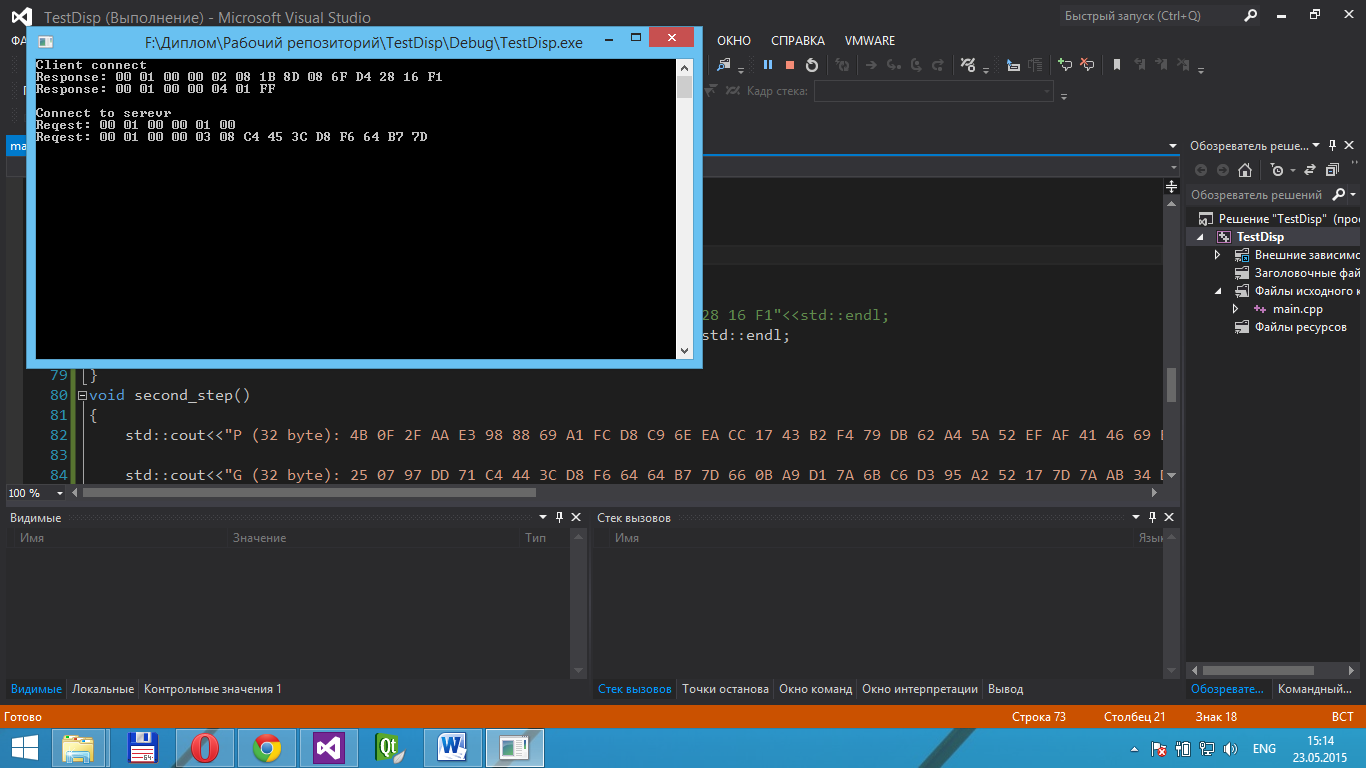 TestDisp (Выполнение) - Microsoft Visual Studio
Быстрый запуск (Ctrl+Q)
F:\Диплом\Рабочий репозиторий\TestDisp\Debug\TestDisp.exe
ОКНО СПРАВКА VMWARE
Кадр стека:
Client connect
Response: 00 01 00 00 02 08 1B 8D 08 6F D4 28 16 F1
Response: 00 01 00 00 04 01 FF
Connect to serevr
Reqest: 00 01 00 00 01 00
Reqest: 00 01 00 00 03 08 C4 45 3C D8 F6 64 B7 7D
Обозреватель реше...
Обозреватель решений
Решение "TestDisp" (прое
TestDisp
Внешние зависимо
Заголовочные фай
Файлы исходного к
main.cpp
Файлы ресурсов
28 16 F1"<<std::endl;
std::endl;
79 }
80 void second_step()
81 {
82 std::cout<<"P (32 byte): 4B 0F 2F AA E3 98 88 69 A1 FC D8 C9 6E EA CC 17 43 B2 F4 79 DB 62 A4 5A 52 EF AF 41 46 69
83
84 std::cout<<"G (32 byte): 25 07 97 DD 71 C4 44 3C D8 F6 64 64 B7 7D 66 0B A9 D1 7A 6B C6 D3 95 A2 52 17 7D 7A AB 34
100 %
Видимые
Имя Значение Тип
Стек вызовов
Имя Язык
Видимые Локальные Контрольные значения 1
Стек вызовов Точки останова Окно команд Окно интерпретации Вывод
Обозревате... Командный...
Готово Строка 73 Столбец 21 Знак 18 ВСТ
ENG
15:14
23.05.2015